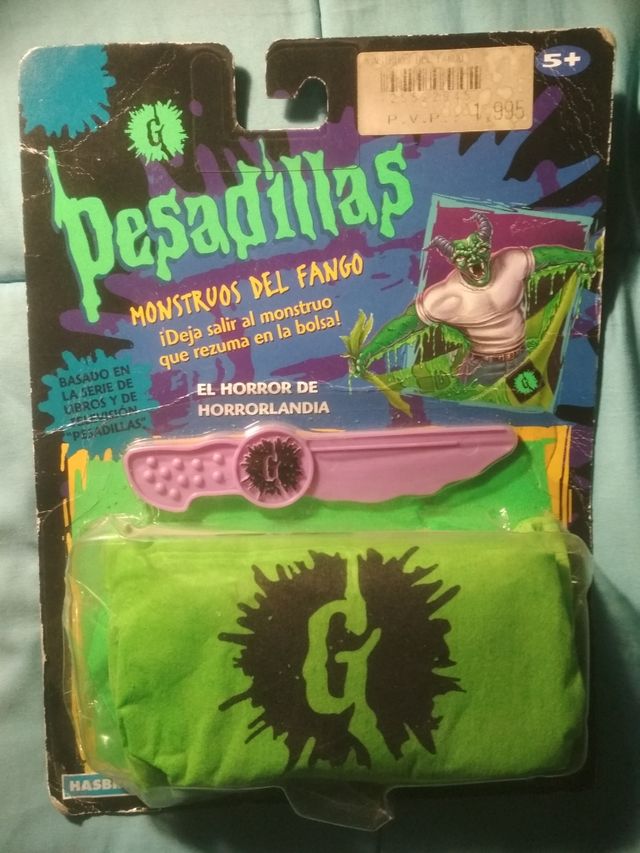 5+
P.V.P. 1.995
G
Pesadillas
MONSTRUOS DEL FANGO
¡Deja salir al monstruo
que rezuma en la bolsa!
BASADO EN
LA SERIE DE
LIBROS Y DE
TELEVISIÓN
"PESADILLAS"
EL HORROR DE
HORRORLANDIA
G
G
G
HASB